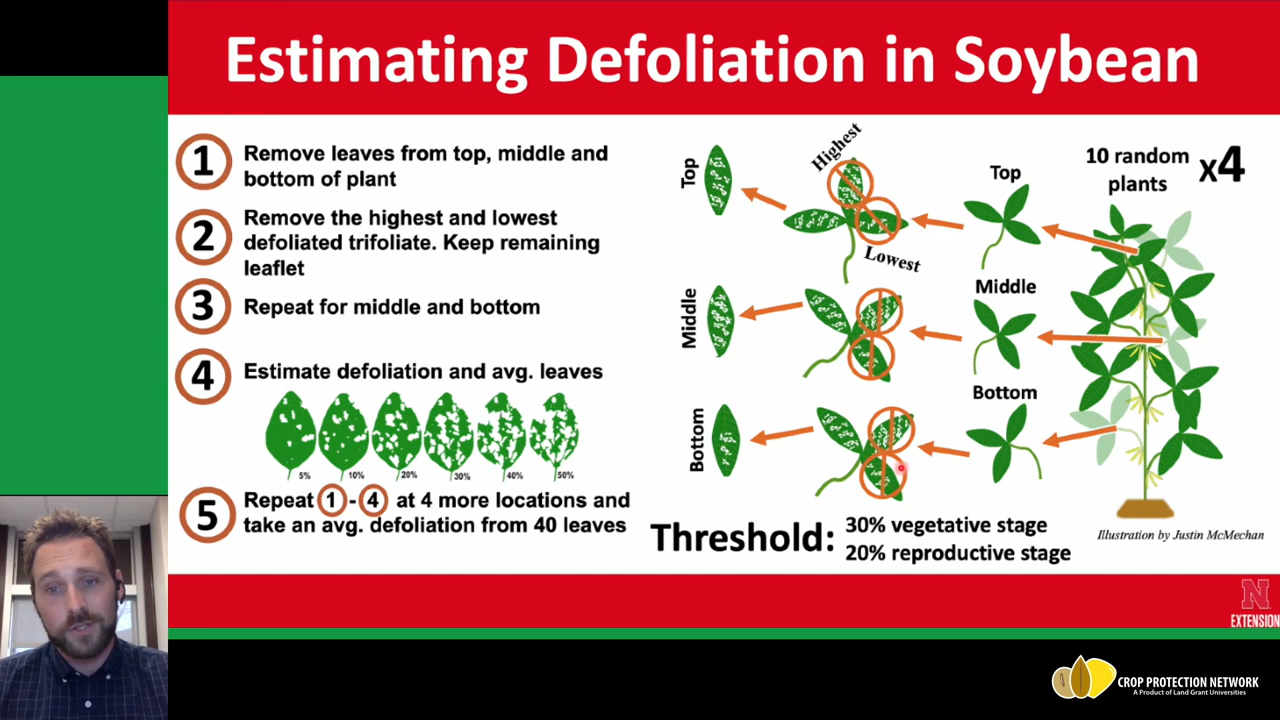 Estimating Defoliation in Soybean
1
Remove leaves from top, middle and
bottom of plant
2
Remove the highest and lowest
defoliated trifoliate. Keep remaining
leaflet
3
Repeat for middle and bottom
4
Estimate defoliation and avg. leaves
5% 10% 20% 30% 40% 50%
5
Repeat 1 - 4 at 4 more locations and
take an avg. defoliation from 40 leaves
Top
Highest
Lowest
Top
10 random
plants
x4
Middle
Middle
Bottom
Bottom
Threshold:
30% vegetative stage
20% reproductive stage
Illustration by Justin McMechan
N
EXTENSION
CROP PROTECTION NETWORK
A Product of Land Grant Universities